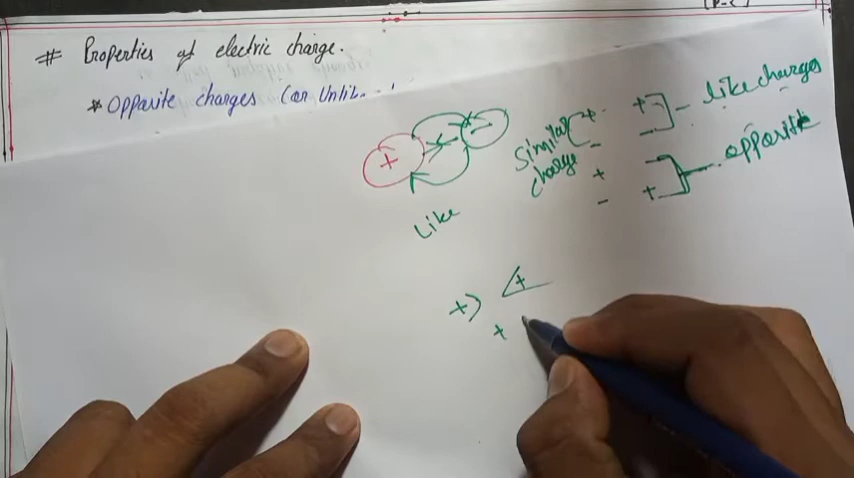 # Properties of electric charge.
* Opposite charges (or Unlik
+ -
Similar charge
+ +
- -
like charges
+ -
- +
opposite
Like
+) +
+